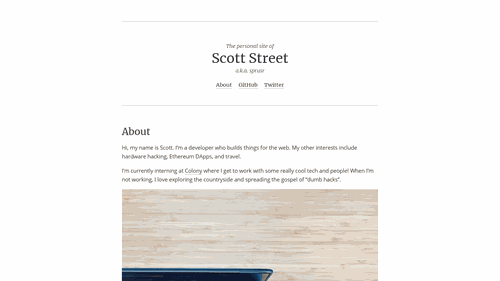 The personal site of
Scott Street
a.k.a. sprusr
About GitHub Twitter
About
Hi, my name is Scott. I'm a developer who builds things for the web. My other interests include
hardware hacking, Ethereum DApps, and travel.
I'm currently interning at Colony where I get to work with some really cool tech and people! When I'm
not working, I love exploring the countryside and spreading the gospel of "dumb hacks".